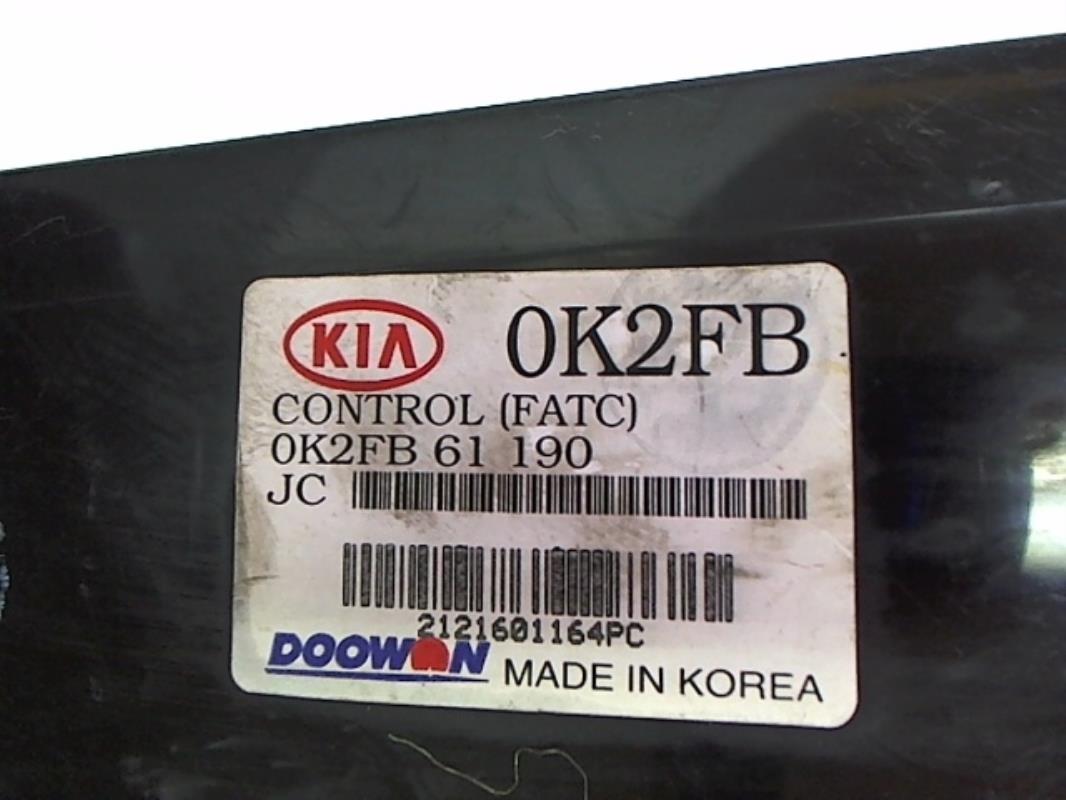 KIA 0K2FB
CONTROL (FATC)
0K2FB 61 190
JC
2121601164PC
DOOWON MADE IN KOREA